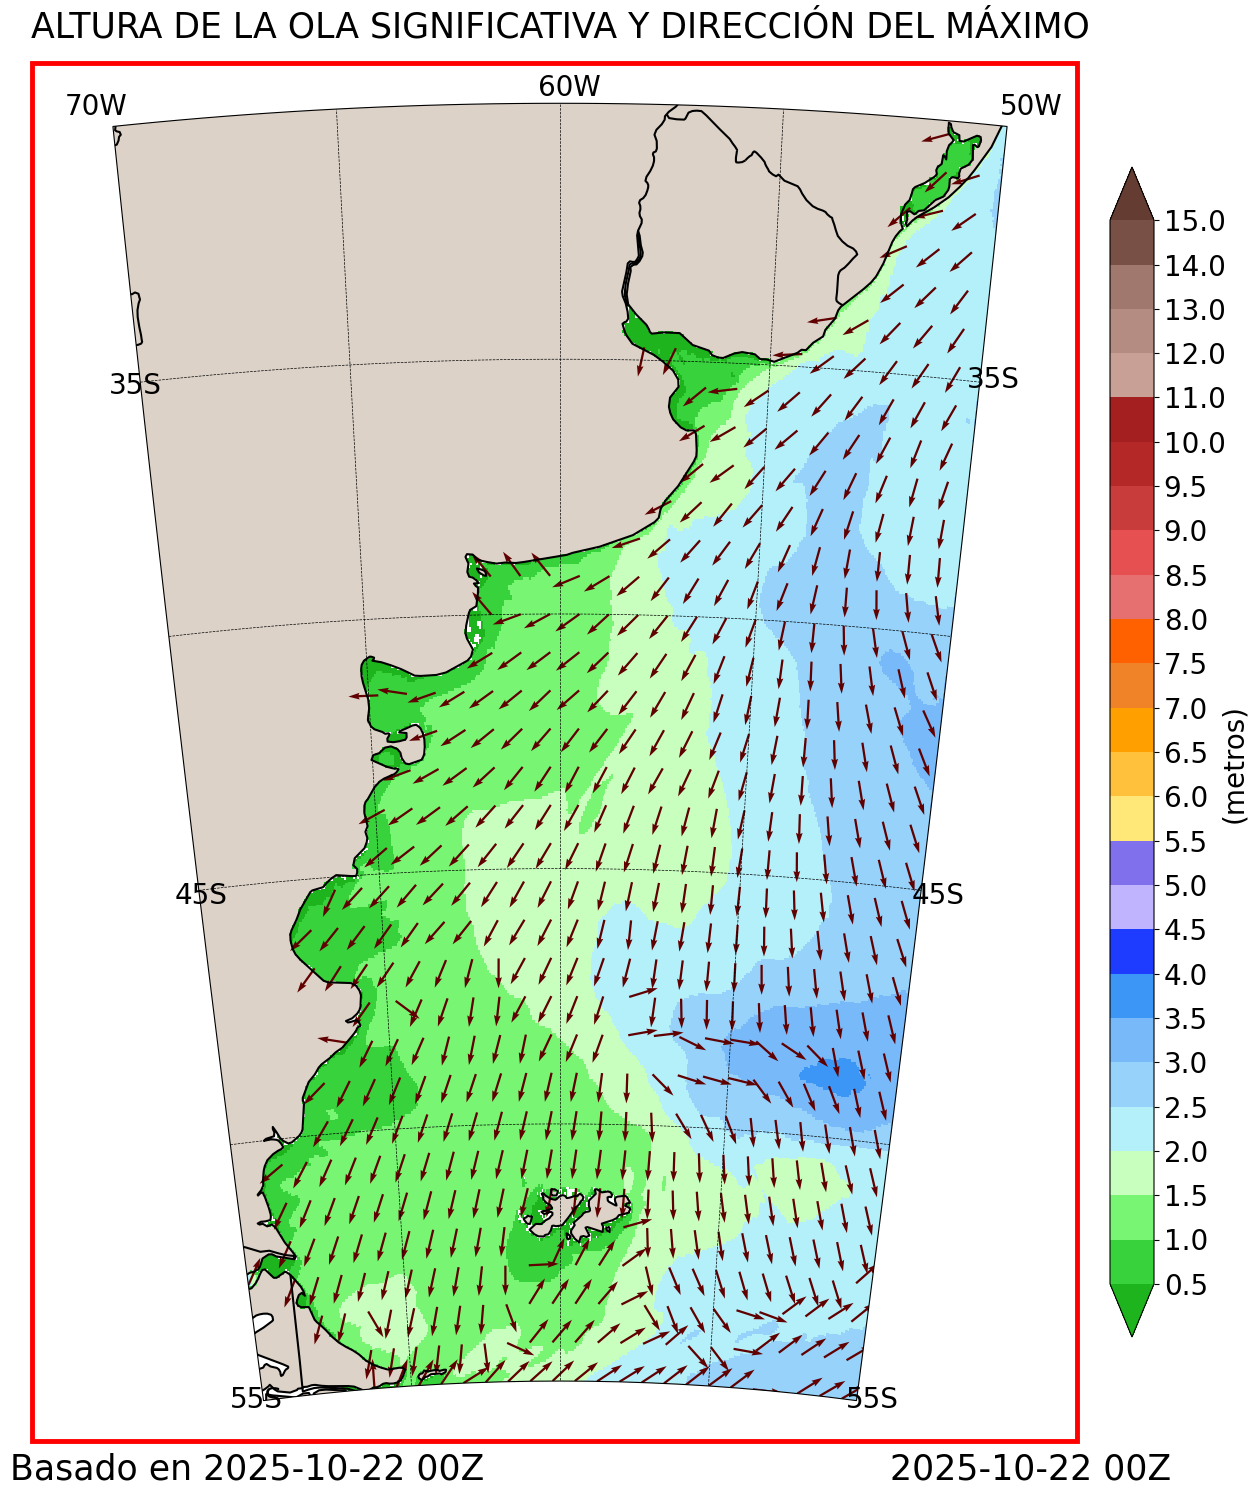 ALTURA DE LA OLA SIGNIFICATIVA Y DIRECCIÓN DEL MÁXIMO
70W
60W
50W
35S
35S
45S
45S
55S
55S
15.0
14.0
13.0
12.0
11.0
10.0
9.5
9.0
8.5
8.0
7.5
7.0
6.5
6.0
5.5
5.0
4.5
4.0
3.5
3.0
2.5
2.0
1.5
1.0
0.5
(metros)
Basado en 2025-10-22 00Z
2025-10-22 00Z